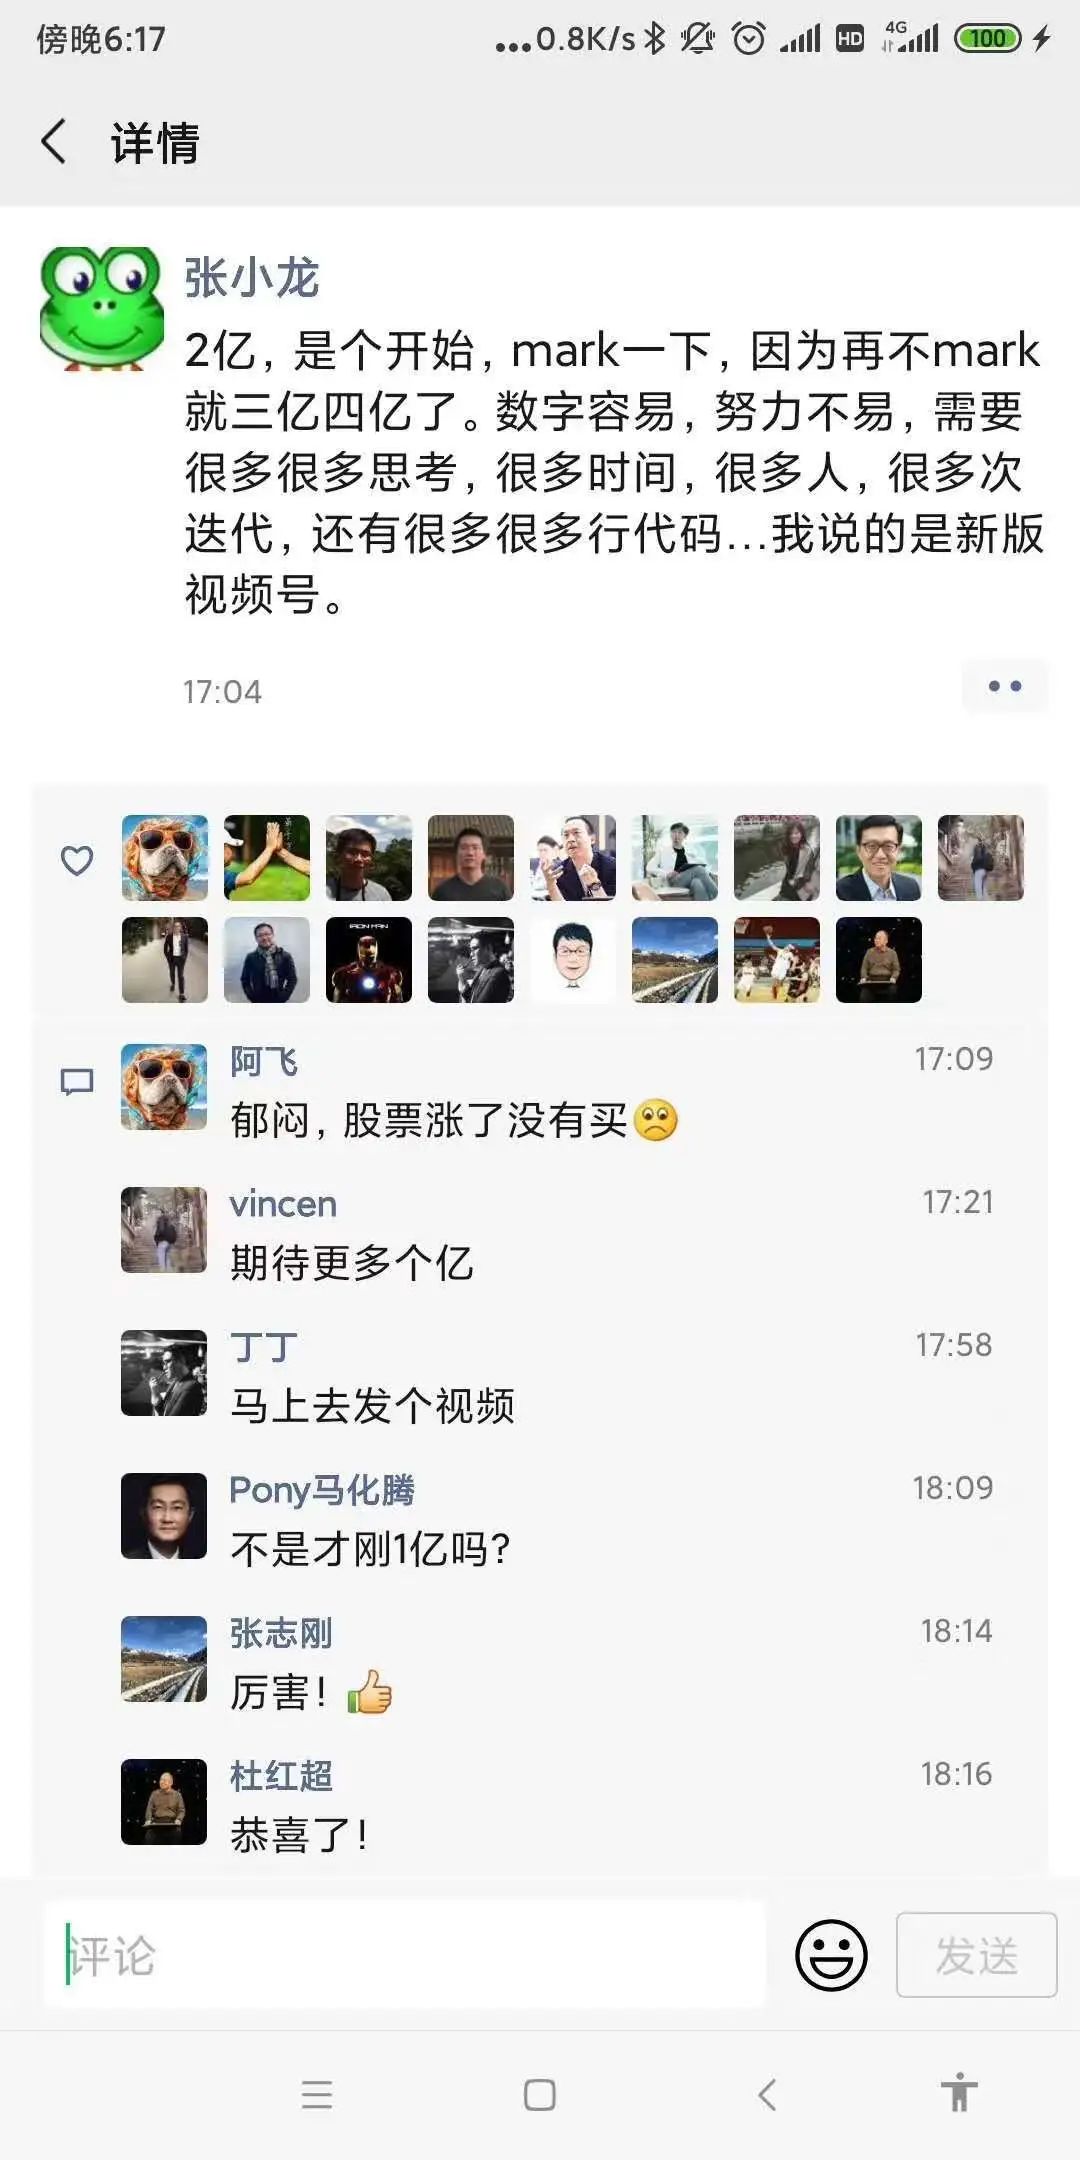 傍晚6:17
...0.8K/s
HD
4G
100
详情
张小龙
2亿，是个开始，mark一下，因为再不mark
就三亿四亿了。数字容易，努力不易，需要
很多很多思考，很多时间，很多人，很多次
迭代，还有很多很多行代码...我说的是新版
视频号。
17:04
IRON MAN
阿飞
17:09
郁闷，股票涨了没有买
vincen
17:21
期待更多个亿
丁丁
17:58
马上去发个视频
Pony马化腾
18:09
不是才刚1亿吗?
张志刚
18:14
厉害！
杜红超
18:16
恭喜了！
评论
发送